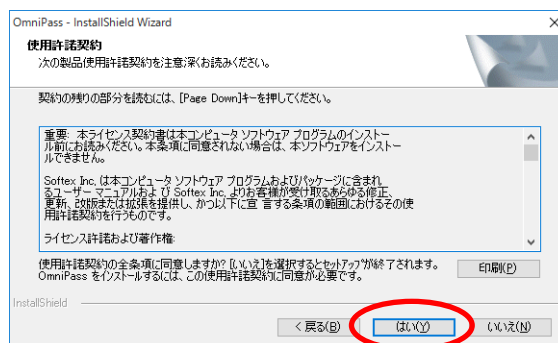 OmniPass - InstallShield Wizard
使用許諾契約
次の製品使用許諾契約を注意深くお読みください。
契約の残りの部分を読むには、[Page Down]キーを押してください。
重要: 本ライセンス契約書は本コンピュータ ソフトウェア プログラムのインストー
ル前にお読みください。本条項に同意されない場合は、本ソフトウェアをインストー
ルできません。
Softex Inc. は本コンピュータ ソフトウェア プログラムおよびパッケージに含まれ
るユーザー マニュアルおよ び Softex Inc. よりお客様が受け取るあらゆる修正、
更新、改版または拡張を提供し、かつ以下に宣 言する条項の範囲におけるその使
用許諾契約を行うものです。
ライセンス許諾および著作権:
使用許諾契約の全条項に同意しますか? [いいえ]を選択するとセットアップが終了されます。
OmniPass をインストールするには、この使用許諾契約に同意が必要です。
印刷(P)
InstallShield
< 戻る(B)
はい(Y)
いいえ(N)